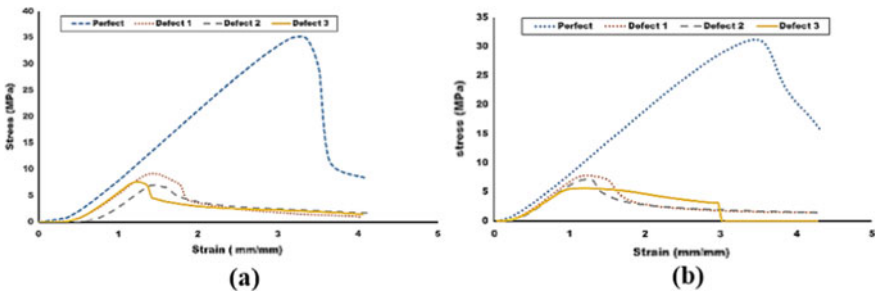 Perfect Defect 1 Defect 2 Defect 3
40
35
30
25
20
15
10
5
0
Stress (MPa)
0 1 2 3 4 5
Strain ( mm/mm)
(a)
Perfect Defect 1 Defect 2 Defect 3
35
30
25
20
15
10
5
0
stress (MPa)
0 1 2 3 4 5
Strain (mm/mm)
(b)